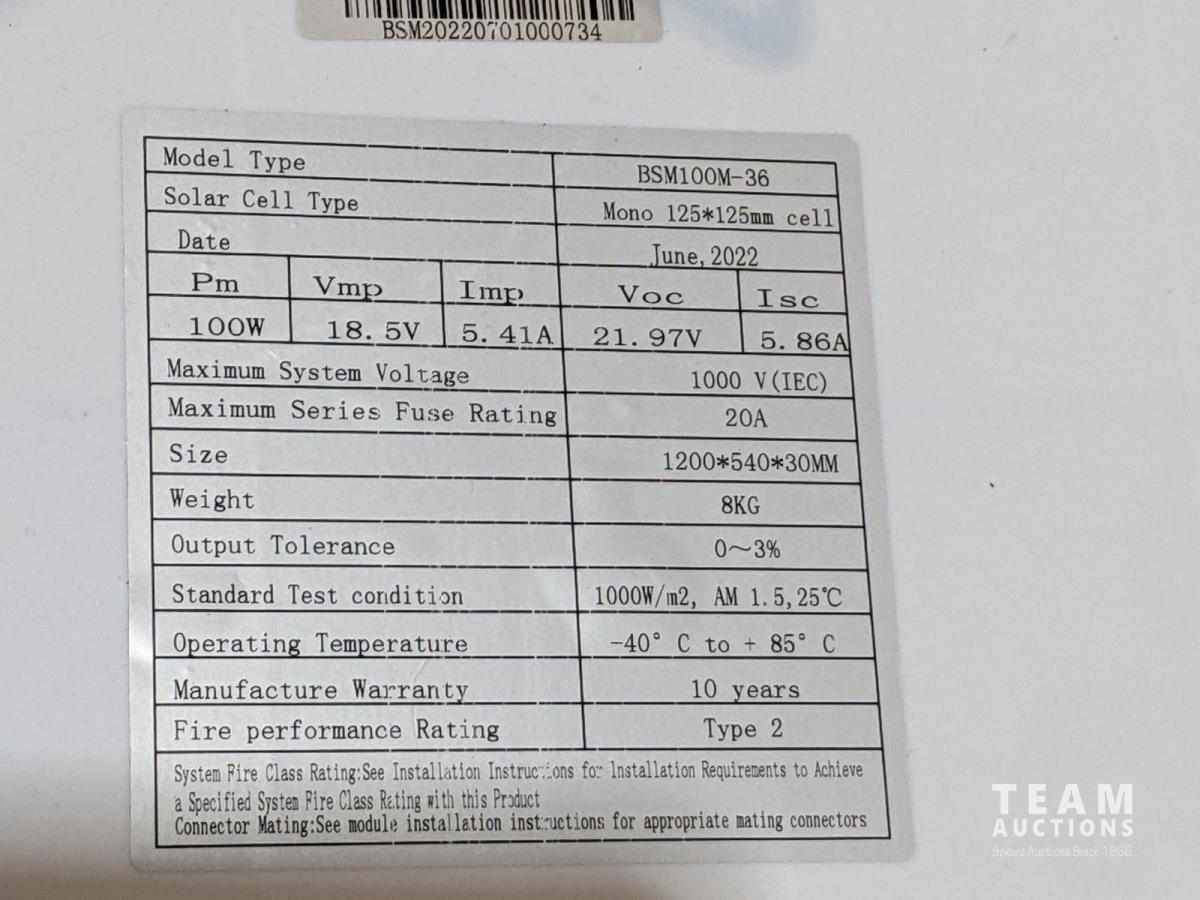 BSM20220701000734
Model Type BSM100M-36
Solar Cell Type Mono 125*125mm cell
Date June, 2022
Pm Vmp Imp Voc Isc
100W 18.5V 5.41A 21.97V 5.86A
Maximum System Voltage 1000 V(IEC)
Maximum Series Fuse Rating 20A
Size 1200*540*30MM
Weight 8KG
Output Tolerance 0~3%
Standard Test condition 1000W/m2, AM 1.5,25℃
Operating Temperature -40° C to + 85° C
Manufacture Warranty 10 years
Fire performance Rating Type 2
System Fire Class Rating:See Installation Instructions for Installation Requirements to Achieve
a Specified System Fire Class Rating with this Product
Connector Mating:See module installation instructions for appropriate mating connectors
TEAM
AUCTIONS
Sekura Auctions Since 1966